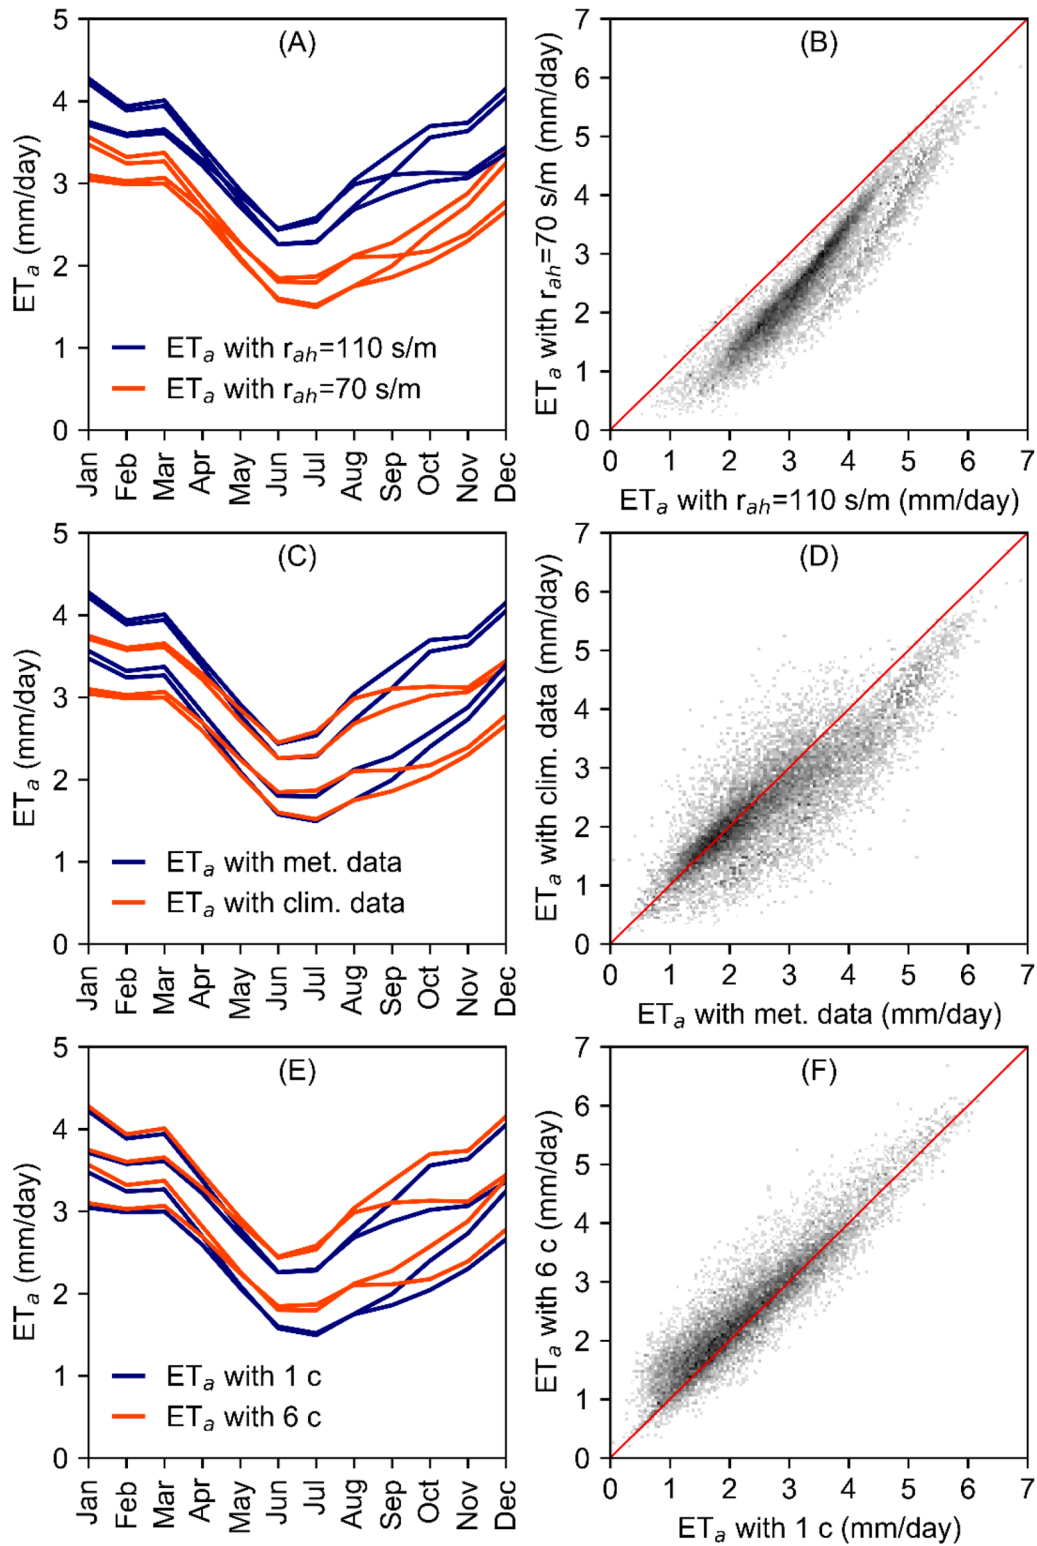 (A)
ETa (mm/day)
5
4
3
2
1
0
ETa with rah=110 s/m
ETa with rah=70 s/m
Jan
Feb
Mar
Apr
May
Jun
Jul
Aug
Sep
Oct
Nov
Dec
(B)
ETa with rah=70 s/m (mm/day)
7
6
5
4
3
2
1
0
0 1 2 3 4 5 6 7
ETa with rah=110 s/m (mm/day)
(C)
ETa (mm/day)
5
4
3
2
1
0
ETa with met. data
ETa with clim. data
Jan
Feb
Mar
Apr
May
Jun
Jul
Aug
Sep
Oct
Nov
Dec
(D)
ETa with clim. data (mm/day)
7
6
5
4
3
2
1
0
0 1 2 3 4 5 6 7
ETa with met. data (mm/day)
(E)
ETa (mm/day)
5
4
3
2
1
0
ETa with 1 c
ETa with 6 c
Jan
Feb
Mar
Apr
May
Jun
Jul
Aug
Sep
Oct
Nov
Dec
(F)
ETa with 6 c (mm/day)
7
6
5
4
3
2
1
0
0 1 2 3 4 5 6 7
ETa with 1 c (mm/day)